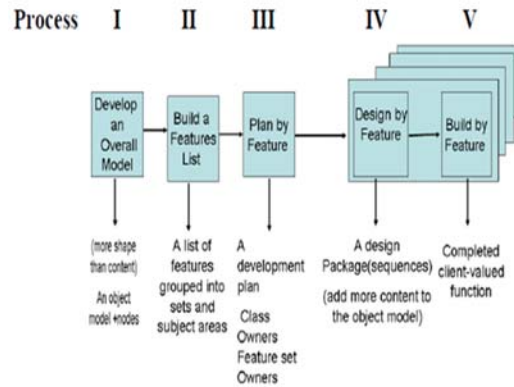 Process I II III IV V
Develop
an
Overall
Model
Build a
Features
List
Plan by
Feature
Design by
Feature
Build by
Feature
(more shape
than content)
An object
model +nodes
A list of
features
grouped into
sets and
subject areas
A
development
plan
Class
Owners
Feature set
Owners
A design
Package(sequences)
(add more content to
the object model)
Completed
client-valued
function